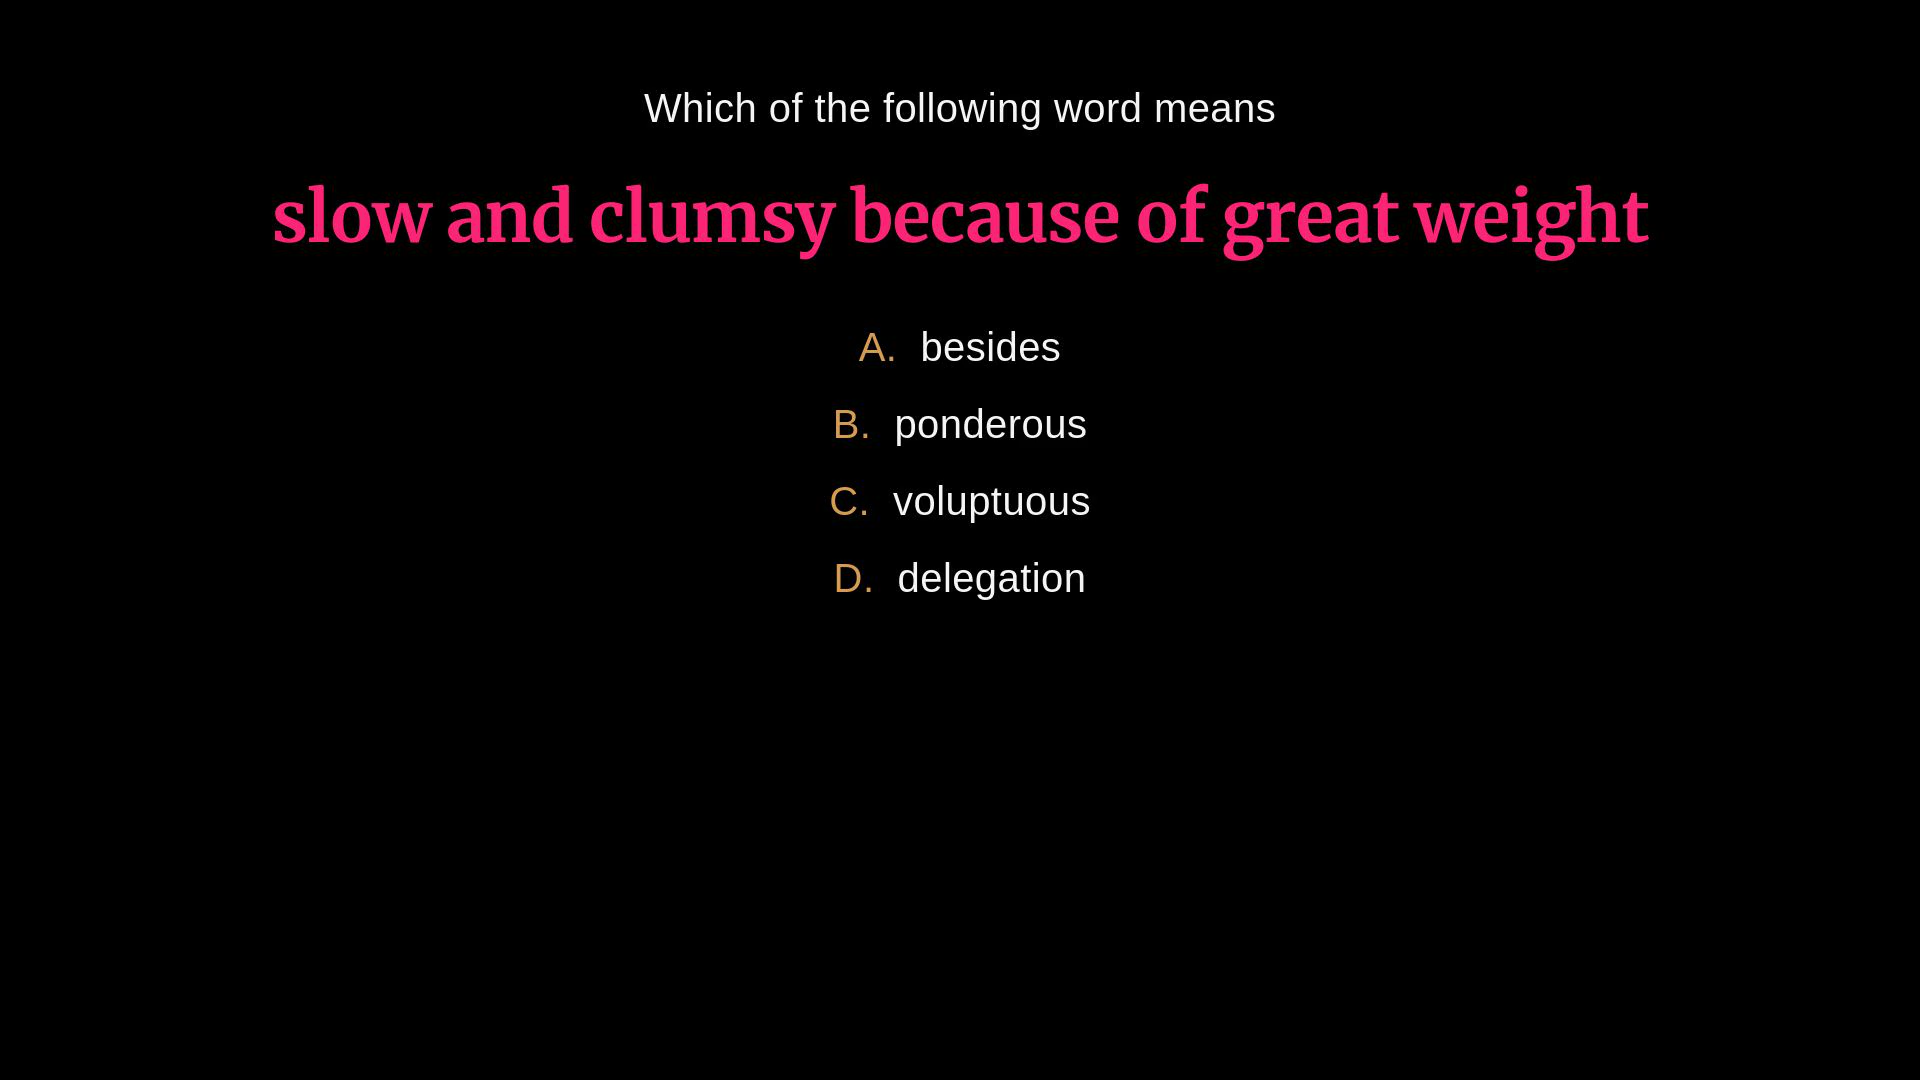 Which of the following word means
slow and clumsy because of great weight
A. besides
B. ponderous
C. voluptuous
D. delegation